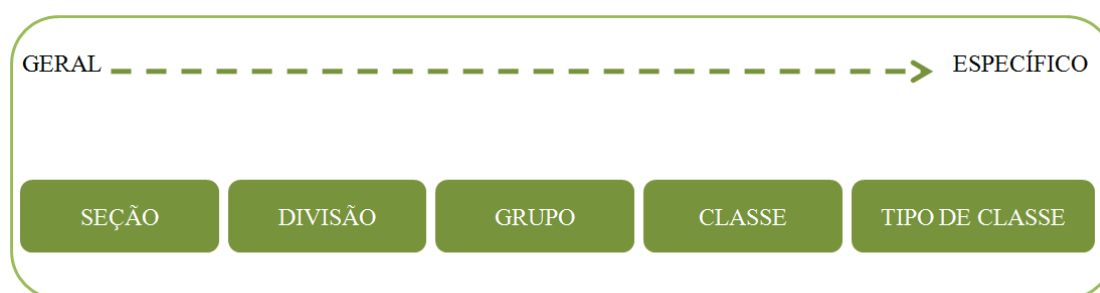 GERAL ESPECÍFICO
SEÇÃO DIVISÃO GRUPO CLASSE TIPO DE CLASSE